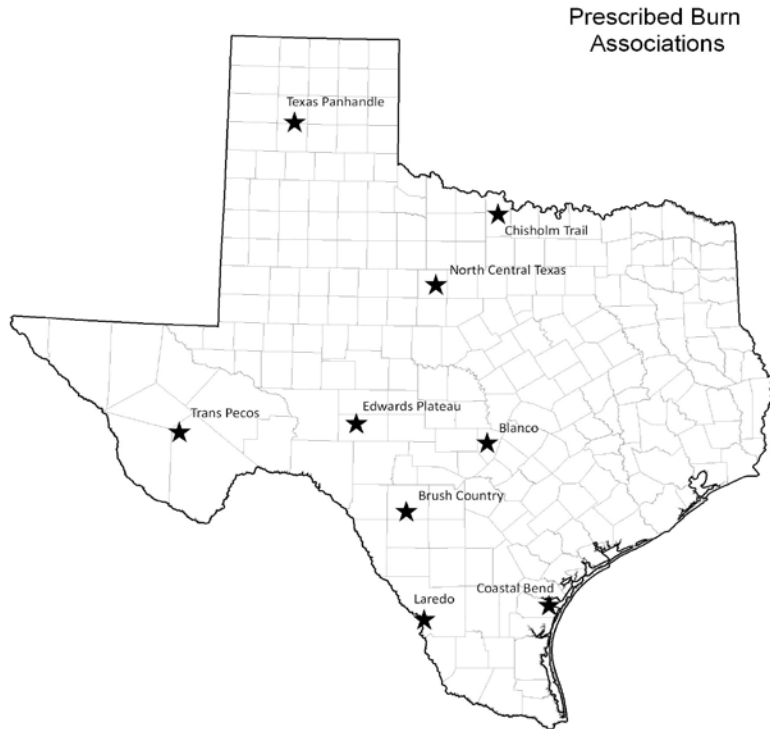 Prescribed Burn
Associations
Texas Panhandle
Chisholm Trail
North Central Texas
Edwards Plateau
Trans Pecos
Blanco
Brush Country
Coastal Bend
Laredo